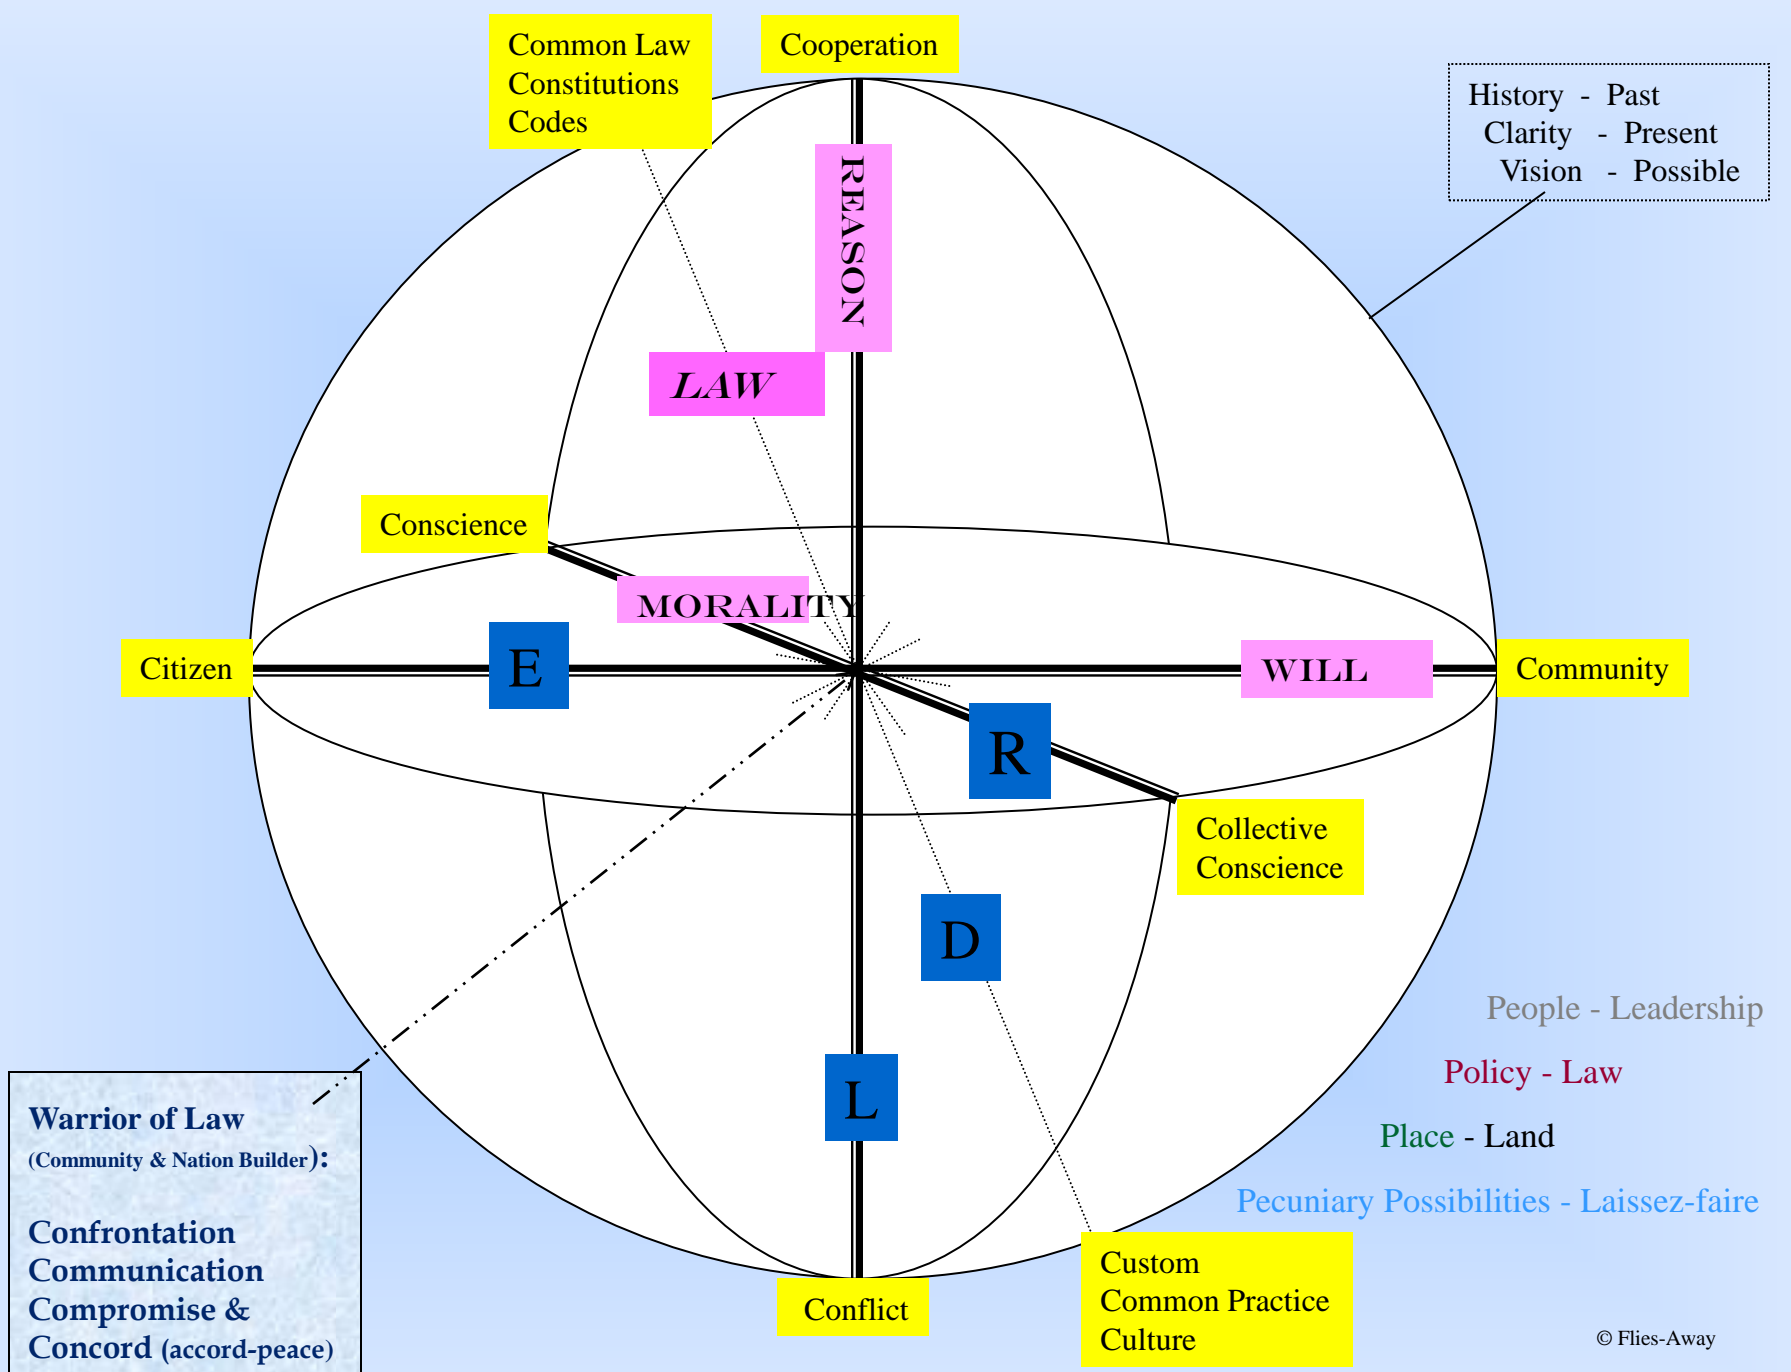 Common Law
Constitutions
Codes
Cooperation
History - Past
Clarity - Present
Vision - Possible
REASON
LAW
Conscience
MORALITY
Citizen
E
WILL
Community
R
Collective
Conscience
D
People - Leadership
Policy - Law
L
Place - Land
Pecuniary Possibilities - Laissez-faire
Warrior of Law
(Community & Nation Builder):
Confrontation
Communication
Compromise &
Concord (accord-peace)
Conflict
Custom
Common Practice
Culture
© Flies-Away